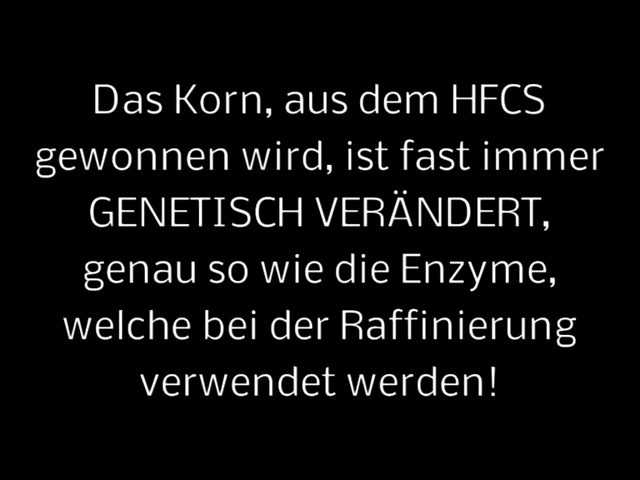 Das Korn, aus dem HFCS
gewonnen wird, ist fast immer
GENETISCH VERÄNDERT,
genau so wie die Enzyme,
welche bei der Raffinierung
verwendet werden!